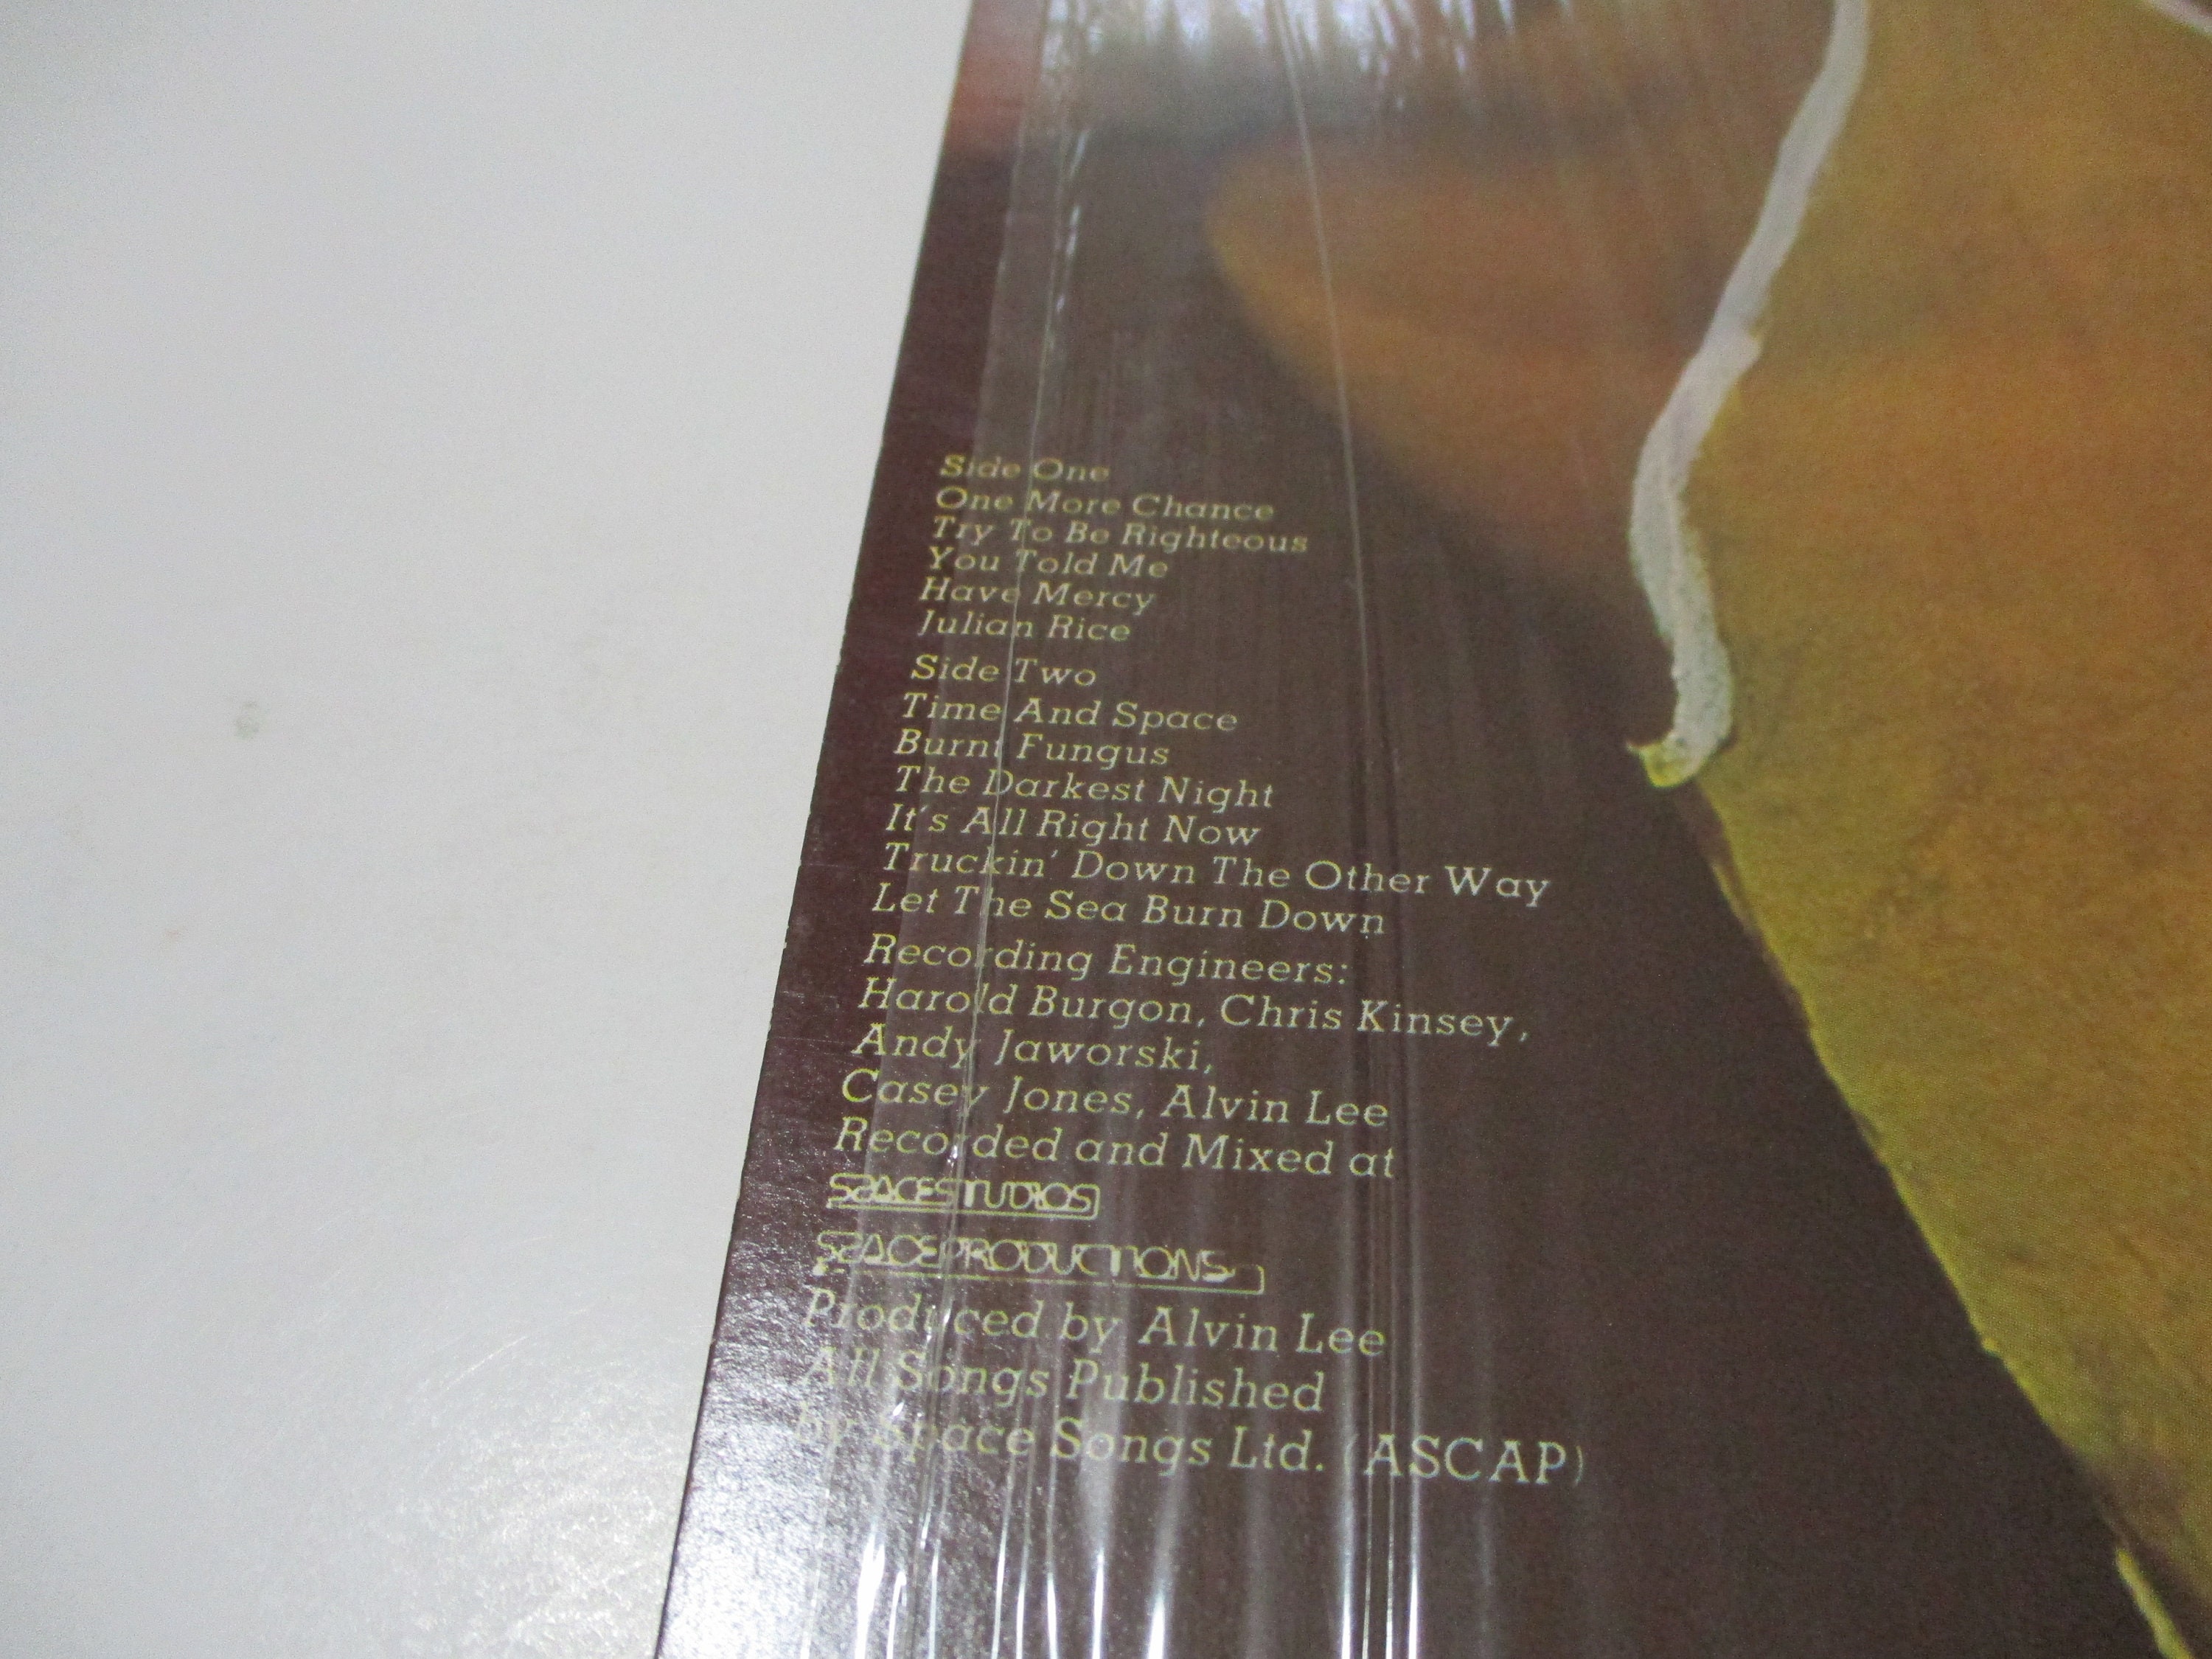 Side One
One More Chance
Try To Be Righteous
You Told Me
Have Mercy
Julian Rice
Side Two
Time And Space
Burnt Fungus
The Darkest Night
It's All Right Now
Truckin' Down The Other Way
Let The Sea Burn Down
Recording Engineers:
Harold Burgon, Chris Kinsey,
Andy Jaworski,
Casey Jones, Alvin Lee
Recorded and Mixed at
SPACESTUDIOS
SPACEPRODUCTIONS
Produced by Alvin Lee
All Songs Published
by Space Songs Ltd. (ASCAP)